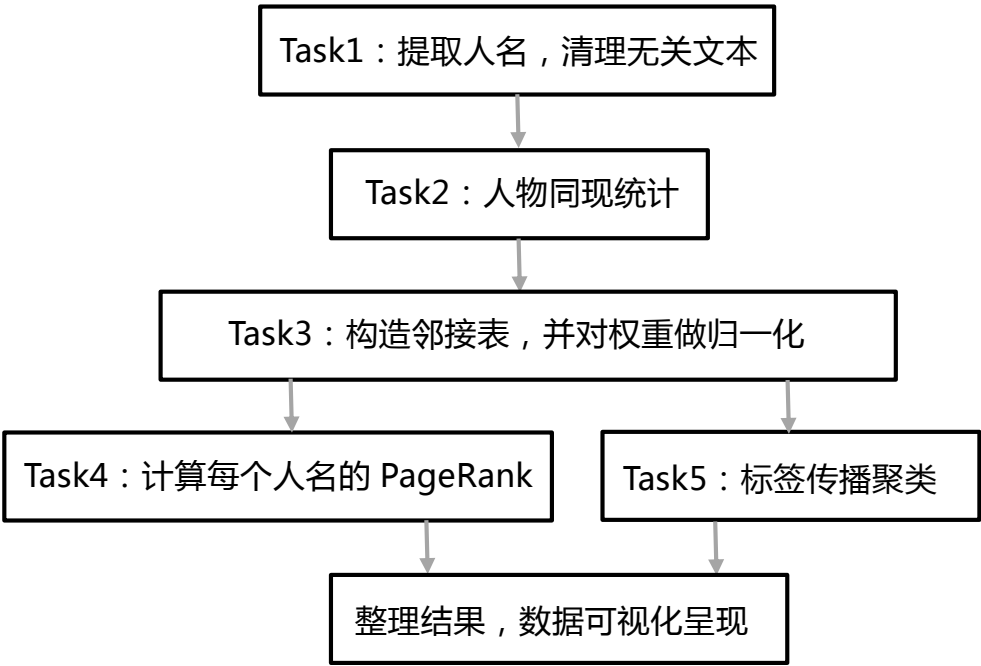 Task1：提取人名，清理无关文本
Task2：人物同现统计
Task3：构造邻接表，并对权重做归一化
Task4：计算每个人名的 PageRank
Task5：标签传播聚类
整理结果，数据可视化呈现